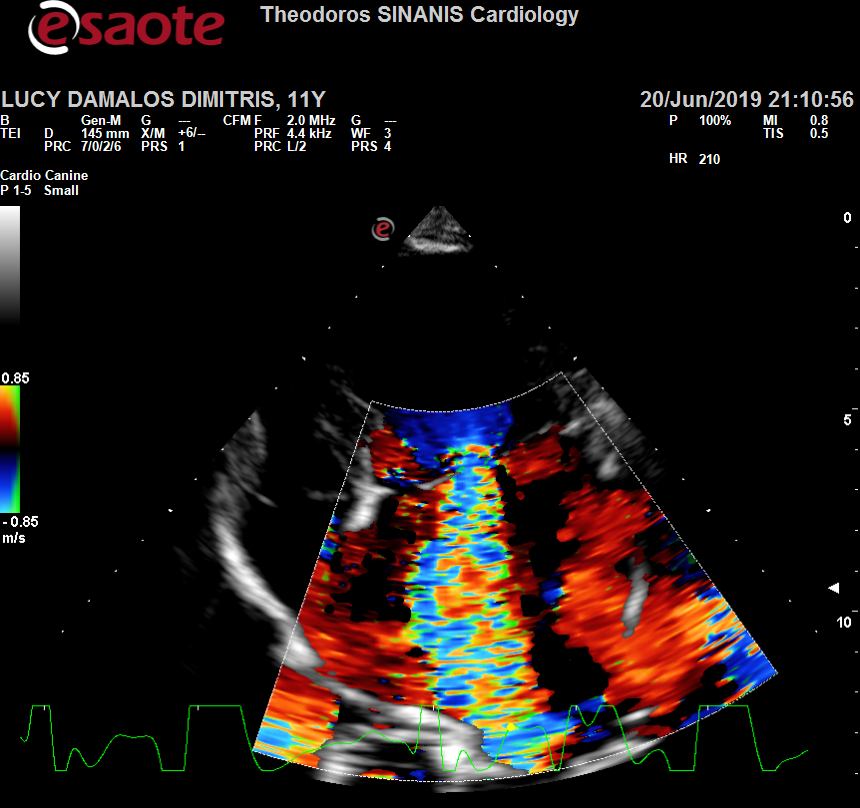 esaote
Theodoros SINANIS Cardiology
LUCY DAMALOS DIMITRIS, 11Y
20/Jun/2019 21:10:56
B Gen-M G --- CFM F 2.0 MHz G --- P 100% MI 0.8
TEI D 145 mm X/M +6/-- PRF 4.4 kHz WF 3 TIS 0.5
PRC 7/0/2/6 PRS 1 PRC L/2 PRS 4
HR 210
Cardio Canine
P 1-5 Small
e
0
0.85
5
-0.85
m/s
10